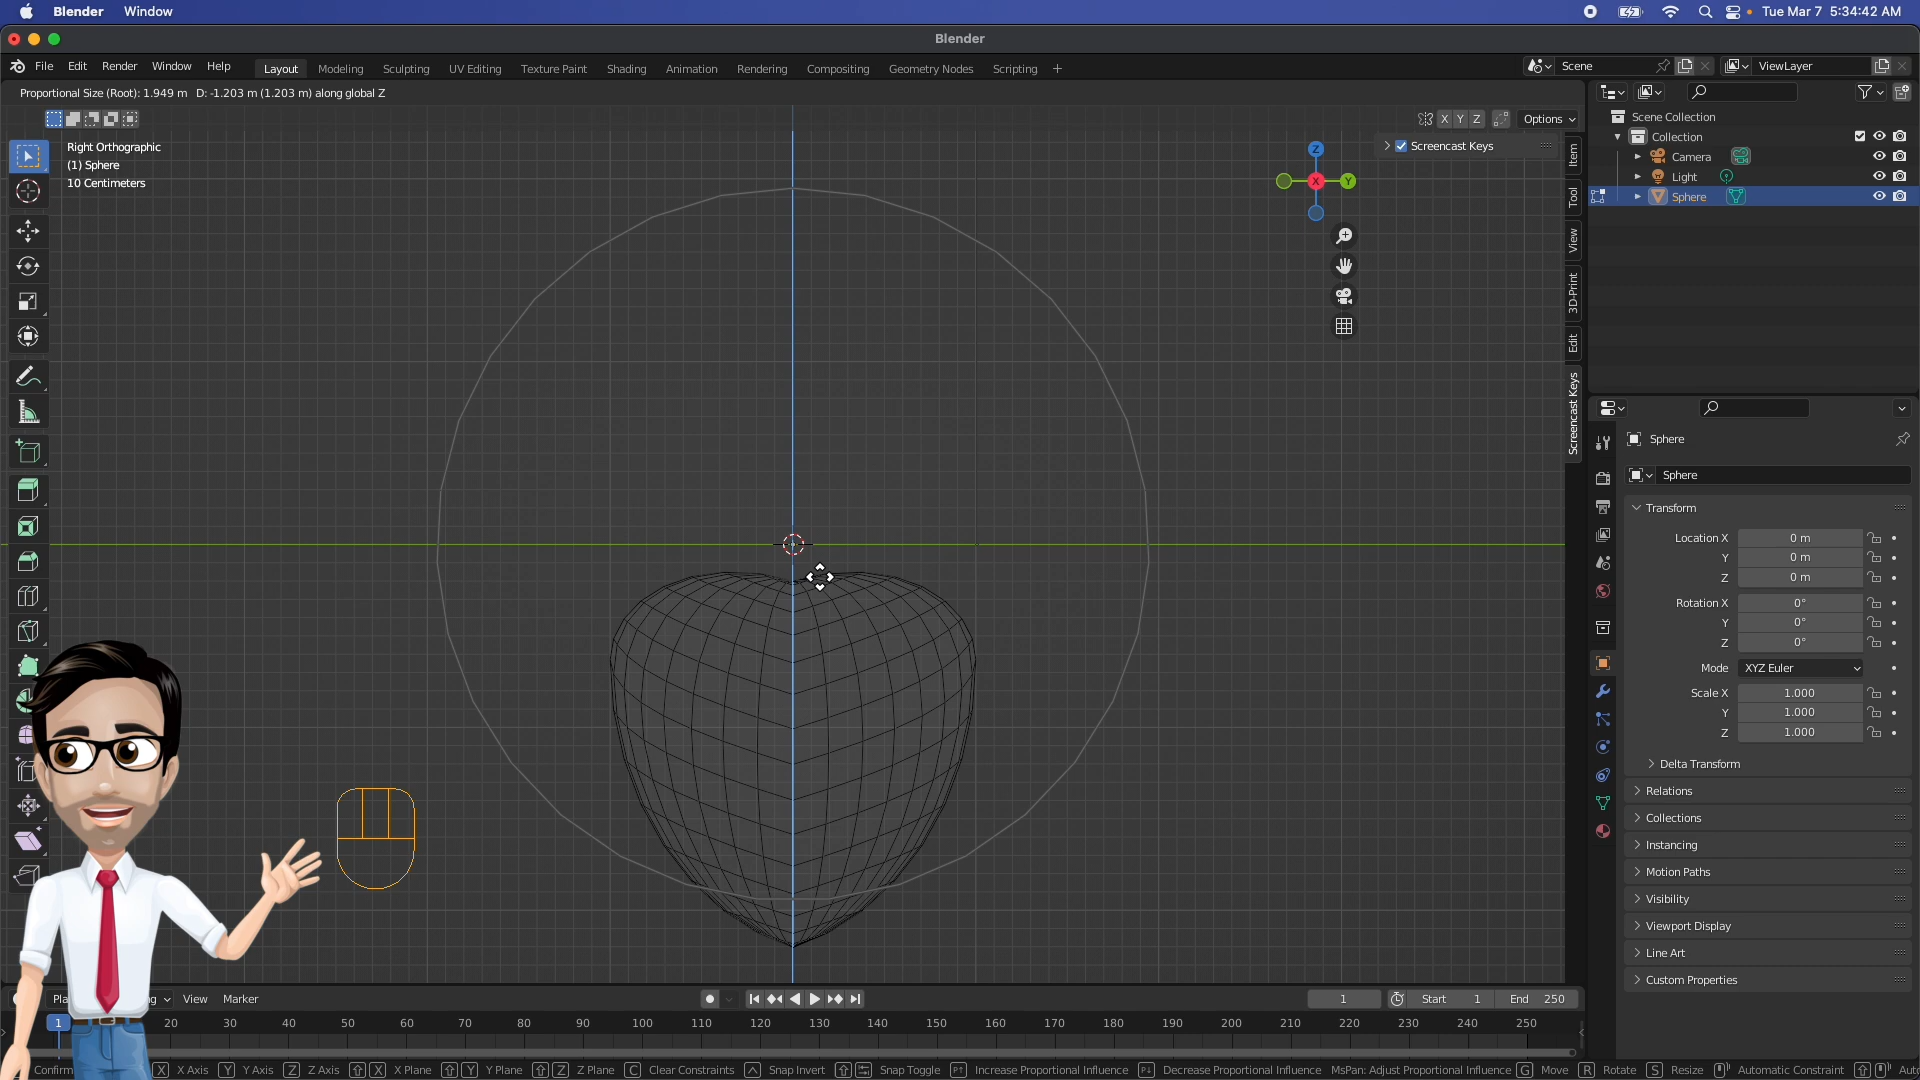 Blender Window Tue Mar 7 5:34:42 AM
Blender
File Edit Render Window Help Layout Modeling Sculpting UV Editing Texture Paint Shading Animation Rendering Compositing Geometry Nodes Scripting + Scene ViewLayer
Proportional Size (Root): 1.949 m D: -1.203 m (1.203 m) along global Z
X Y Z Options
Right Orthographic
(1) Sphere
10 Centimeters
Z
X
Y
Screencast Keys
Item
Tool
View
3D-Print
Edit
Screencast Keys
Scene Collection
Collection
Camera
Light
Sphere
Sphere
Sphere
Transform
Location X 0 m
Y 0 m
Z 0 m
Rotation X 0°
Y 0°
Z 0°
Mode XYZ Euler
Scale X 1.000
Y 1.000
Z 1.000
Delta Transform
Relations
Collections
Instancing
Motion Paths
Visibility
Viewport Display
Line Art
Custom Properties
View Marker 1 Start 1 End 250
1 20 30 40 50 60 70 80 90 100 110 120 130 140 150 160 170 180 190 200 210 220 230 240 250
Confirm X X Axis Y Y Axis Z Z Axis X X Plane Y Y Plane Z Z Plane C Clear Constraints Snap Invert Snap Toggle Increase Proportional Influence Decrease Proportional Influence MsPan: Adjust Proportional Influence G Move R Rotate S Resize Automatic Constraint